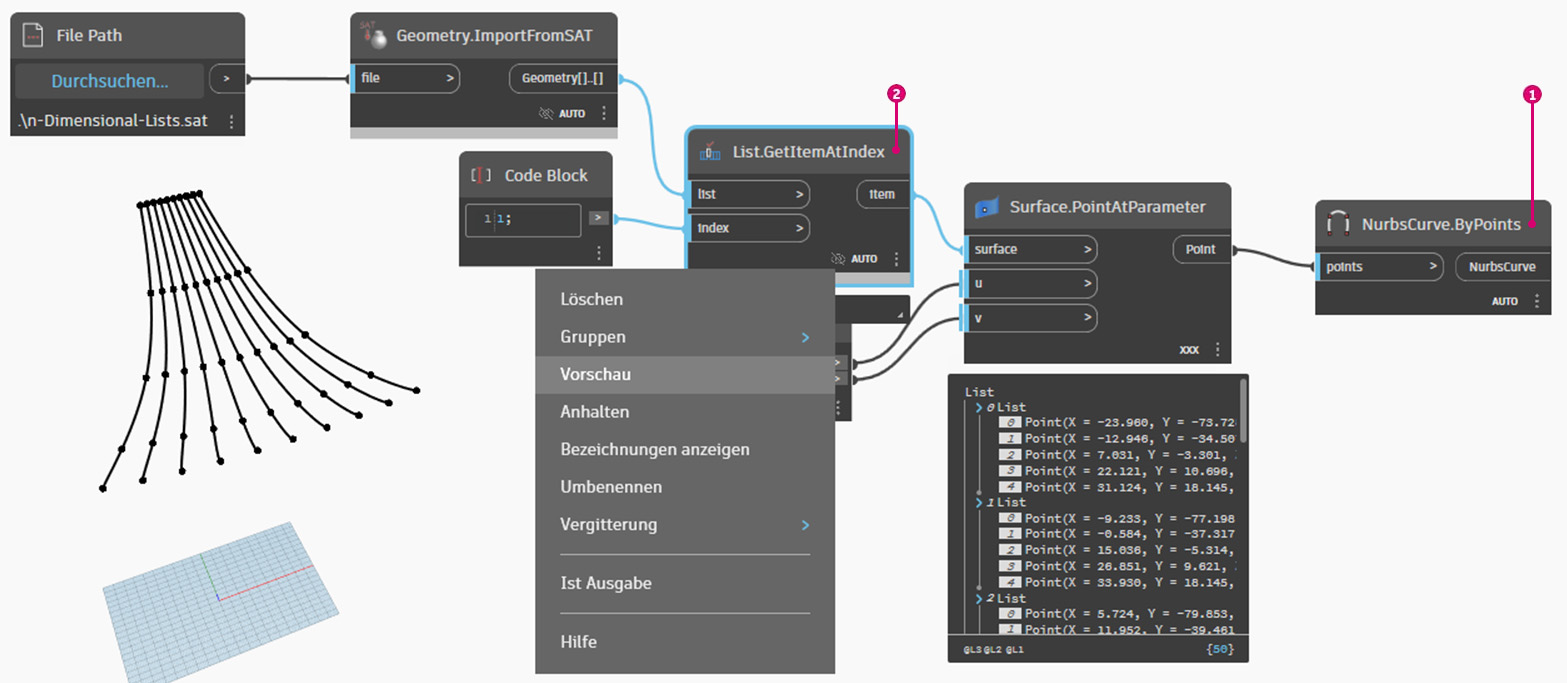 File Path
Durchsuchen...
>
.\n-Dimensional-Lists.sat
SAT
Geometry.ImportFromSAT
file >
Geometry[]..[]
AUTO
Code Block
1 1;
>
2
List.GetItemAtIndex
list >
item
index >
AUTO
Löschen
Gruppen >
Vorschau
Anhalten
Bezeichnungen anzeigen
Umbenennen
Vergitterung >
Ist Ausgabe
Hilfe
>
>
Surface.PointAtParameter
surface >
Point
u >
v >
XXX
1
NurbsCurve.ByPoints
points >
NurbsCurve
AUTO
List
0 List
0 Point(X = -23.960, Y = -73.72
1 Point(X = -12.946, Y = -34.50
2 Point(X = 7.031, Y = -3.301,
3 Point(X = 22.121, Y = 10.696,
4 Point(X = 31.124, Y = 18.145,
1 List
0 Point(X = -9.233, Y = -77.198
1 Point(X = -0.584, Y = -37.317
2 Point(X = 15.036, Y = -5.314,
3 Point(X = 26.851, Y = 9.621,
4 Point(X = 33.930, Y = 18.145,
2 List
0 Point(X = 5.724, Y = -79.853,
1 Point(X = 11.952, Y = -39.461
@L3 @L2 @L1
{50}